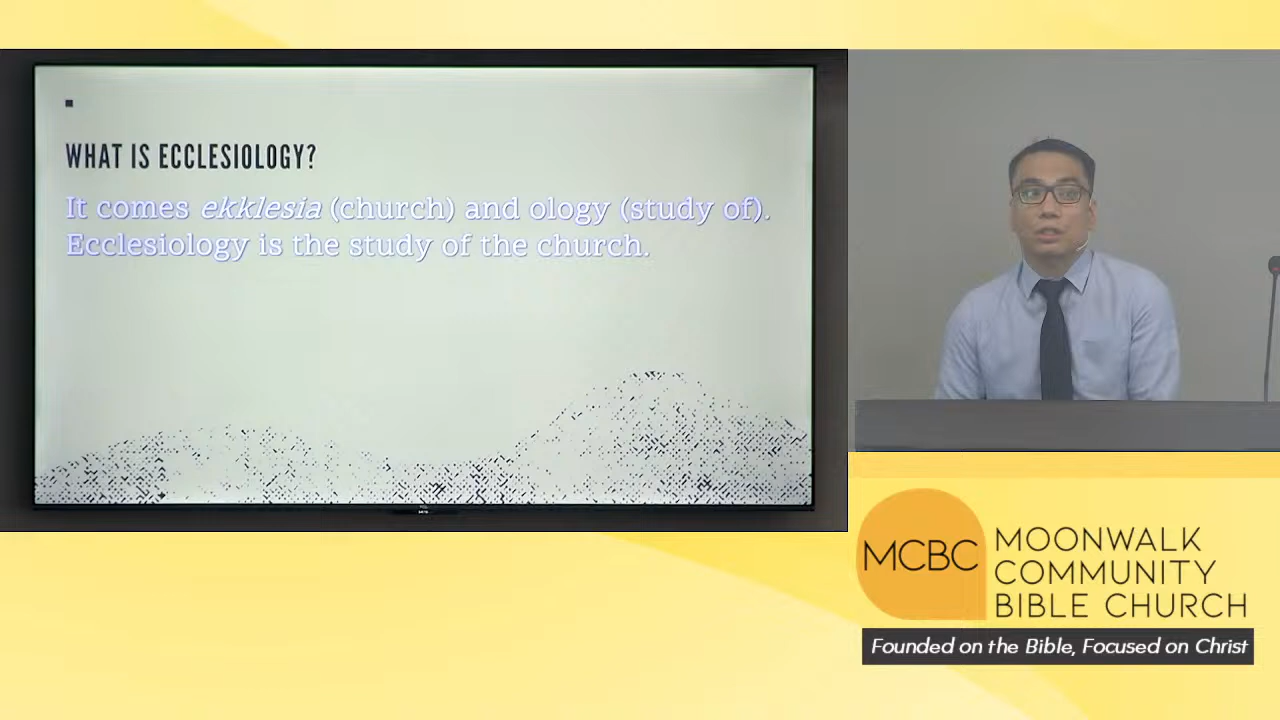 WHAT IS ECCLESIOLOGY?
It comes ekklesia (church) and ology (study of).
Ecclesiology is the study of the church.
MCBC
MOONWALK
COMMUNITY
BIBLE CHURCH
Founded on the Bible, Focused on Christ